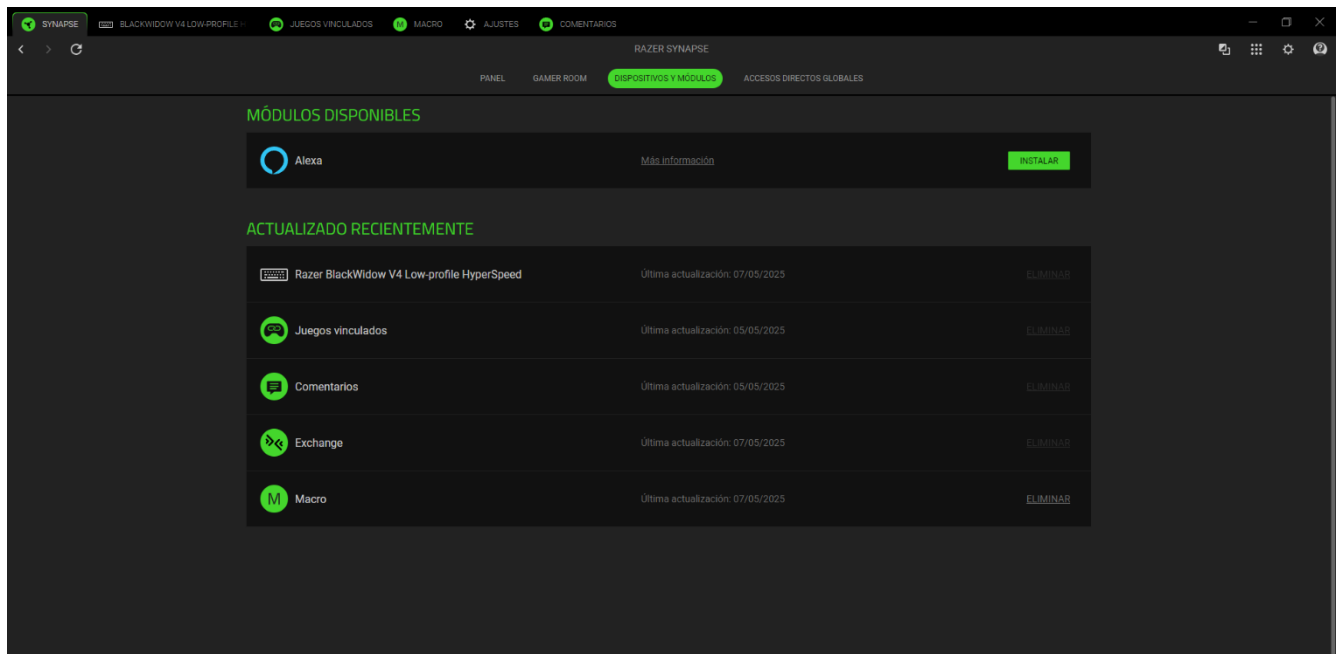 SYNAPSE BLACKWIDOW V4 LOW-PROFILE JUEGOS VINCULADOS M MACRO AJUSTES COMENTARIOS
RAZER SYNAPSE
PANEL GAMER ROOM DISPOSITIVOS Y MÓDULOS ACCESOS DIRECTOS GLOBALES
MÓDULOS DISPONIBLES
Alexa Más información INSTALAR
ACTUALIZADO RECIENTEMENTE
Razer BlackWidow V4 Low-profile HyperSpeed Última actualización: 07/05/2025 ELIMINAR
Juegos vinculados Última actualización: 05/05/2025 ELIMINAR
Comentarios Última actualización: 05/05/2025 ELIMINAR
Exchange Última actualización: 07/05/2025 ELIMINAR
M Macro Última actualización: 07/05/2025 ELIMINAR